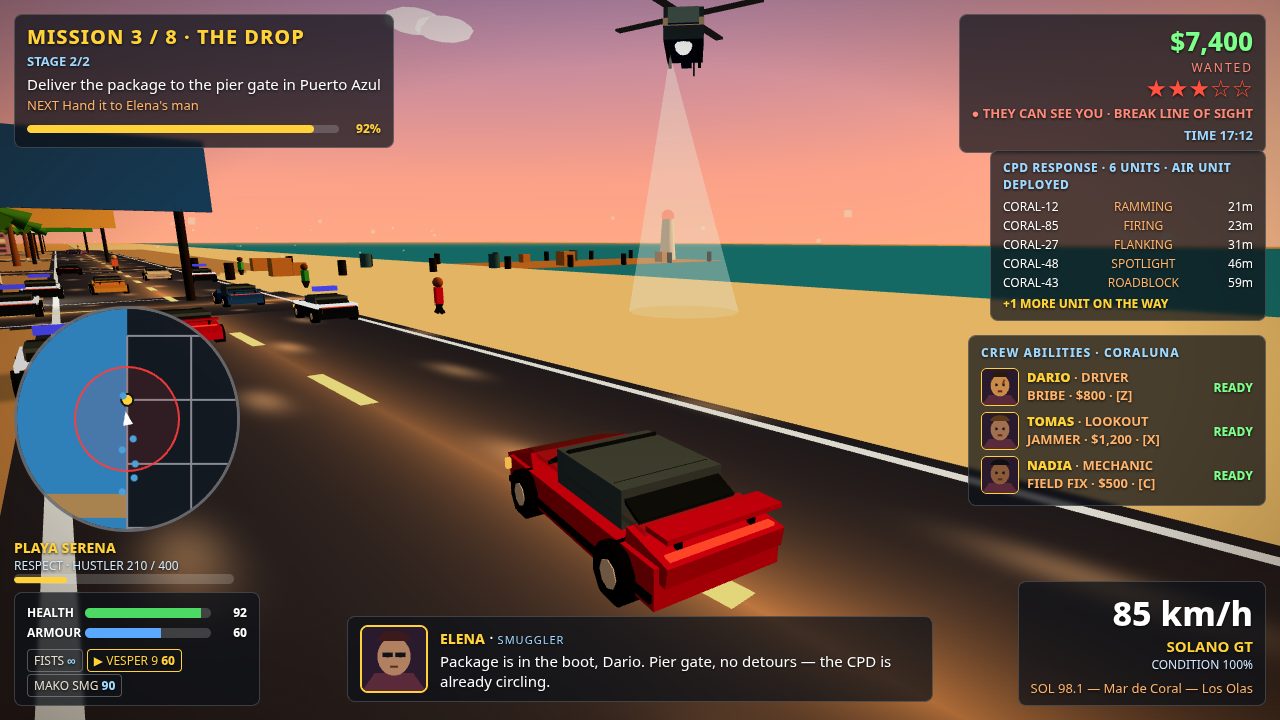 MISSION 3 / 8 · THE DROP
STAGE 2/2
Deliver the package to the pier gate in Puerto Azul
NEXT Hand it to Elena's man
92%
$7,400
WANTED
★★★☆☆
● THEY CAN SEE YOU · BREAK LINE OF SIGHT
TIME 17:12
CPD RESPONSE · 6 UNITS · AIR UNIT
DEPLOYED
CORAL-12 RAMMING 21m
CORAL-85 FIRING 23m
CORAL-27 FLANKING 31m
CORAL-48 SPOTLIGHT 46m
CORAL-43 ROADBLOCK 59m
+1 MORE UNIT ON THE WAY
CREW ABILITIES · CORALUNA
DARIO · DRIVER
BRIBE · $800 · [Z]
READY
TOMAS · LOOKOUT
JAMMER · $1,200 · [X]
READY
NADIA · MECHANIC
FIELD FIX · $500 · [C]
READY
PLAYA SERENA
RESPECT · HUSTLER 210 / 400
HEALTH 92
ARMOUR 60
FISTS ∞ ▶ VESPER 9 60
MAKO SMG 90
ELENA · SMUGGLER
Package is in the boot, Dario. Pier gate, no detours — the CPD is
already circling.
85 km/h
SOLANO GT
CONDITION 100%
SOL 98.1 — Mar de Coral — Los Olas